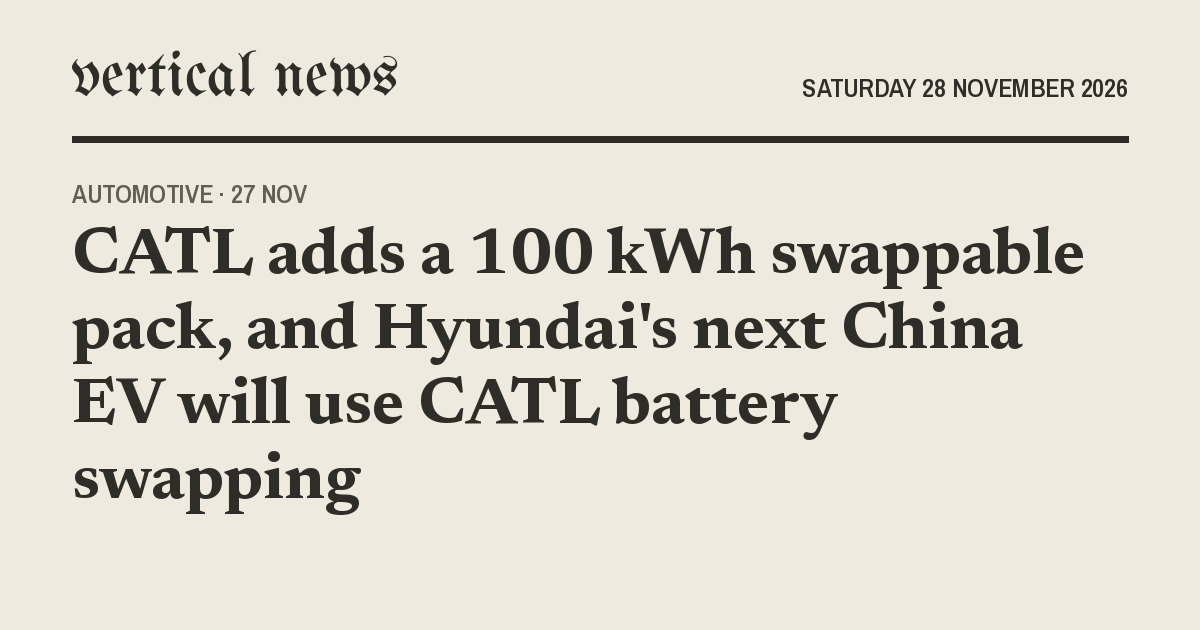 vertical news
SATURDAY 28 NOVEMBER 2026
AUTOMOTIVE · 27 NOV
CATL adds a 100 kWh swappable
pack, and Hyundai's next China
EV will use CATL battery
swapping